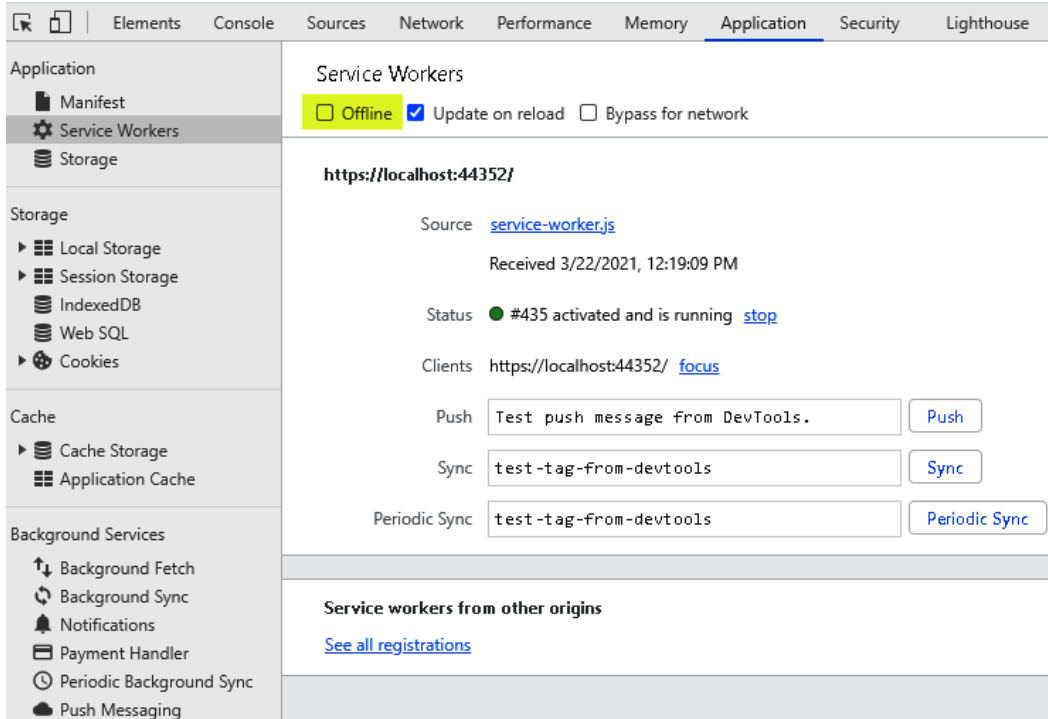 Elements Console Sources Network Performance Memory Application Security Lighthouse
Application
Manifest
Service Workers
Storage
Storage
Local Storage
Session Storage
IndexedDB
Web SQL
Cookies
Cache
Cache Storage
Application Cache
Background Services
Background Fetch
Background Sync
Notifications
Payment Handler
Periodic Background Sync
Push Messaging
Service Workers
Offline Update on reload Bypass for network
https://localhost:44352/
Source service-worker.js
Received 3/22/2021, 12:19:09 PM
Status #435 activated and is running stop
Clients https://localhost:44352/ focus
Push Test push message from DevTools. Push
Sync test-tag-from-devtools Sync
Periodic Sync test-tag-from-devtools Periodic Sync
Service workers from other origins
See all registrations